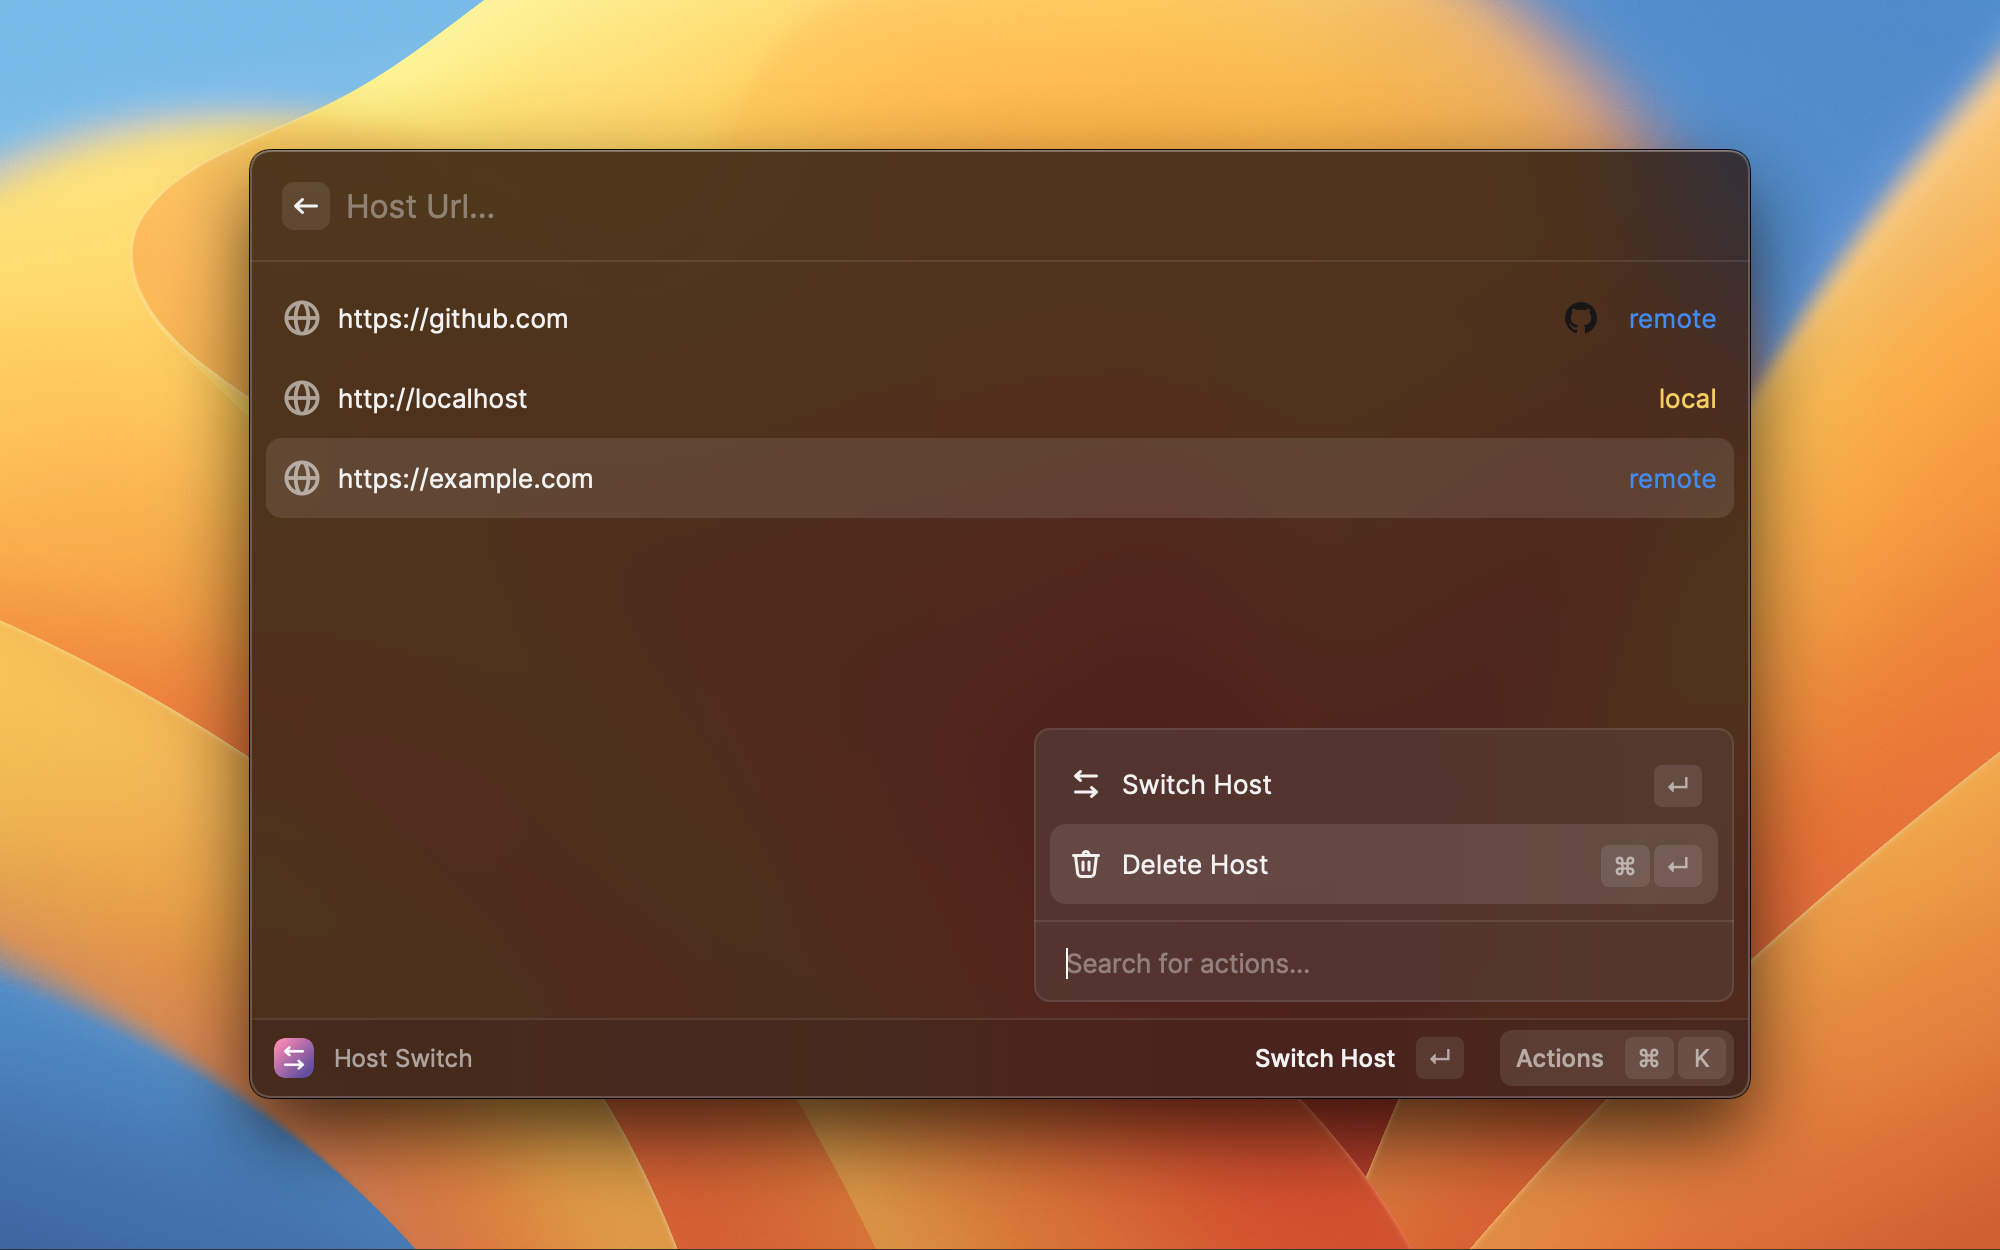 Host Url...
https://github.com remote
http://localhost local
https://example.com remote
Switch Host ↵
Delete Host ⌘ ↵
Search for actions...
Host Switch Switch Host ↵ Actions ⌘ K